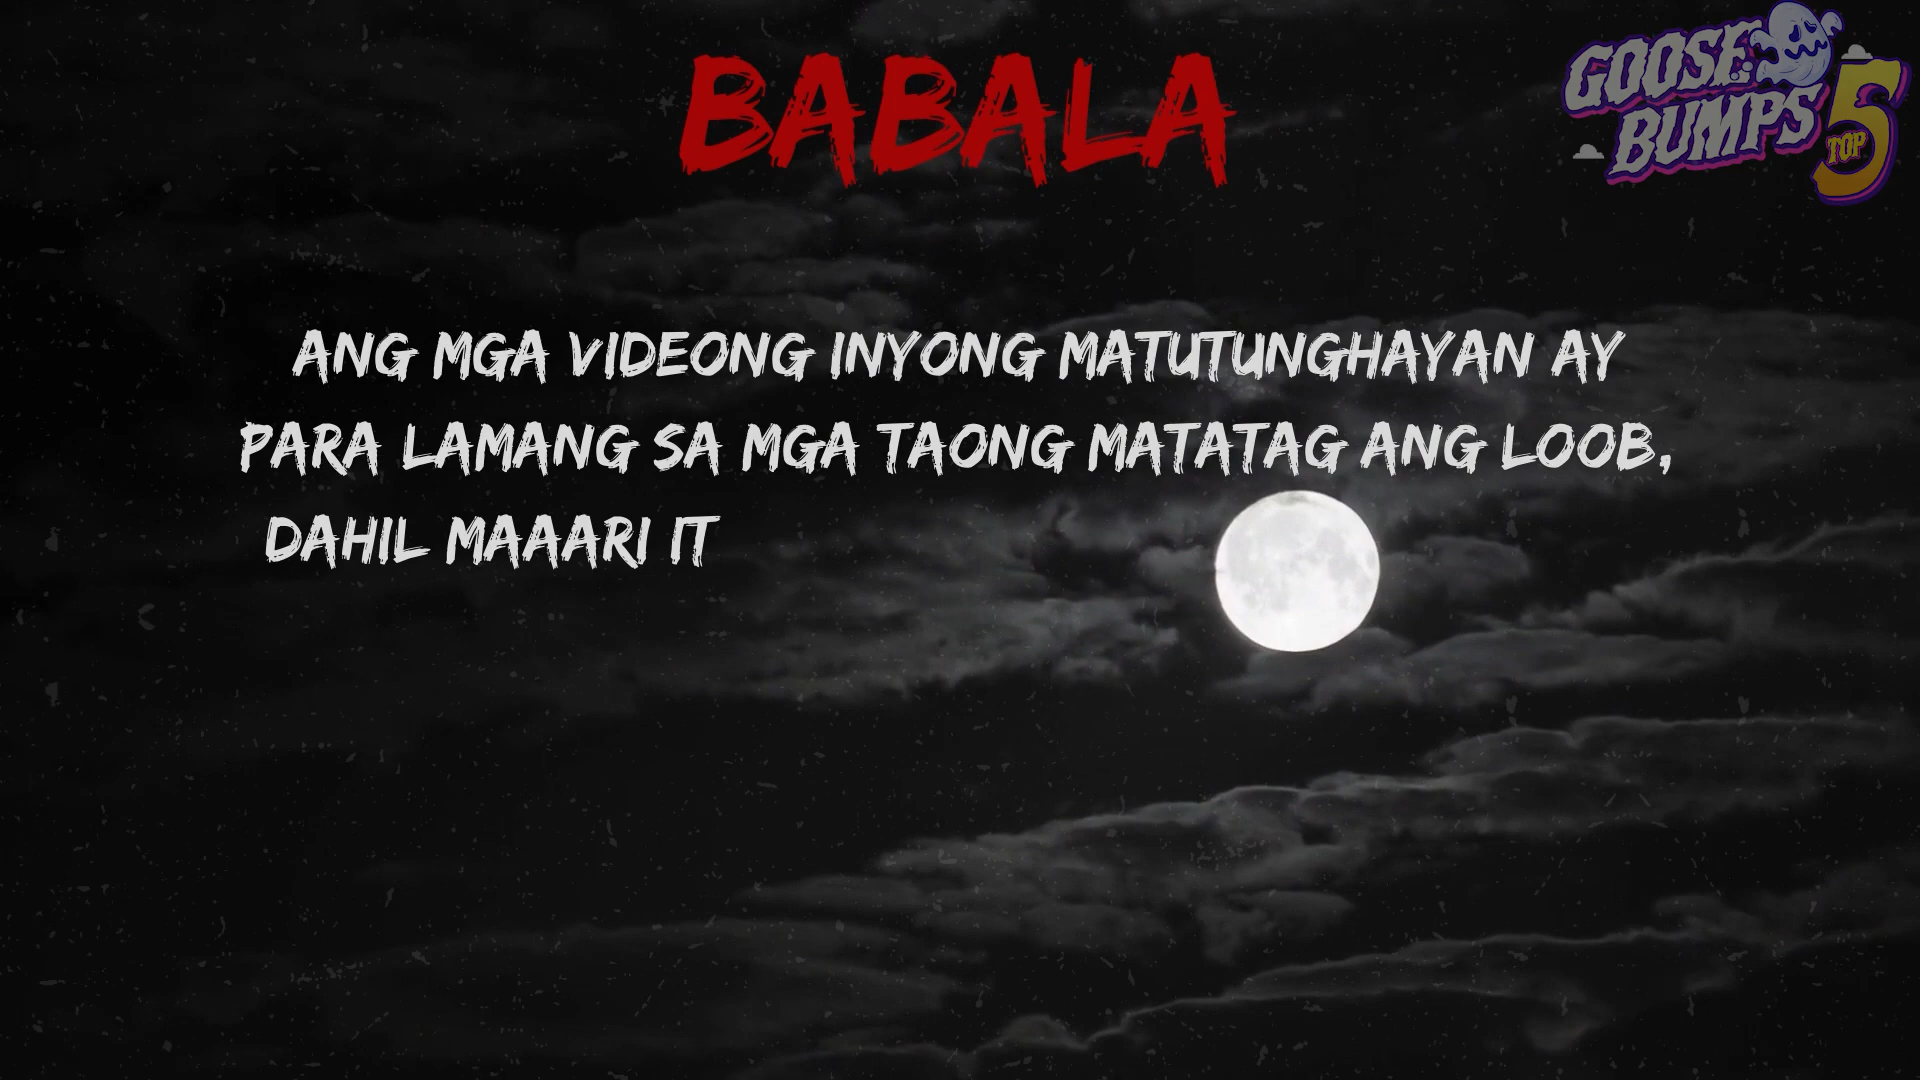 BABALA
GOOSE
BUMPS
TOP 5
ANG MGA VIDEONG INYONG MATUTUNGHAYAN AY
PARA LAMANG SA MGA TAONG MATATAG ANG LOOB,
DAHIL MAAARI IT